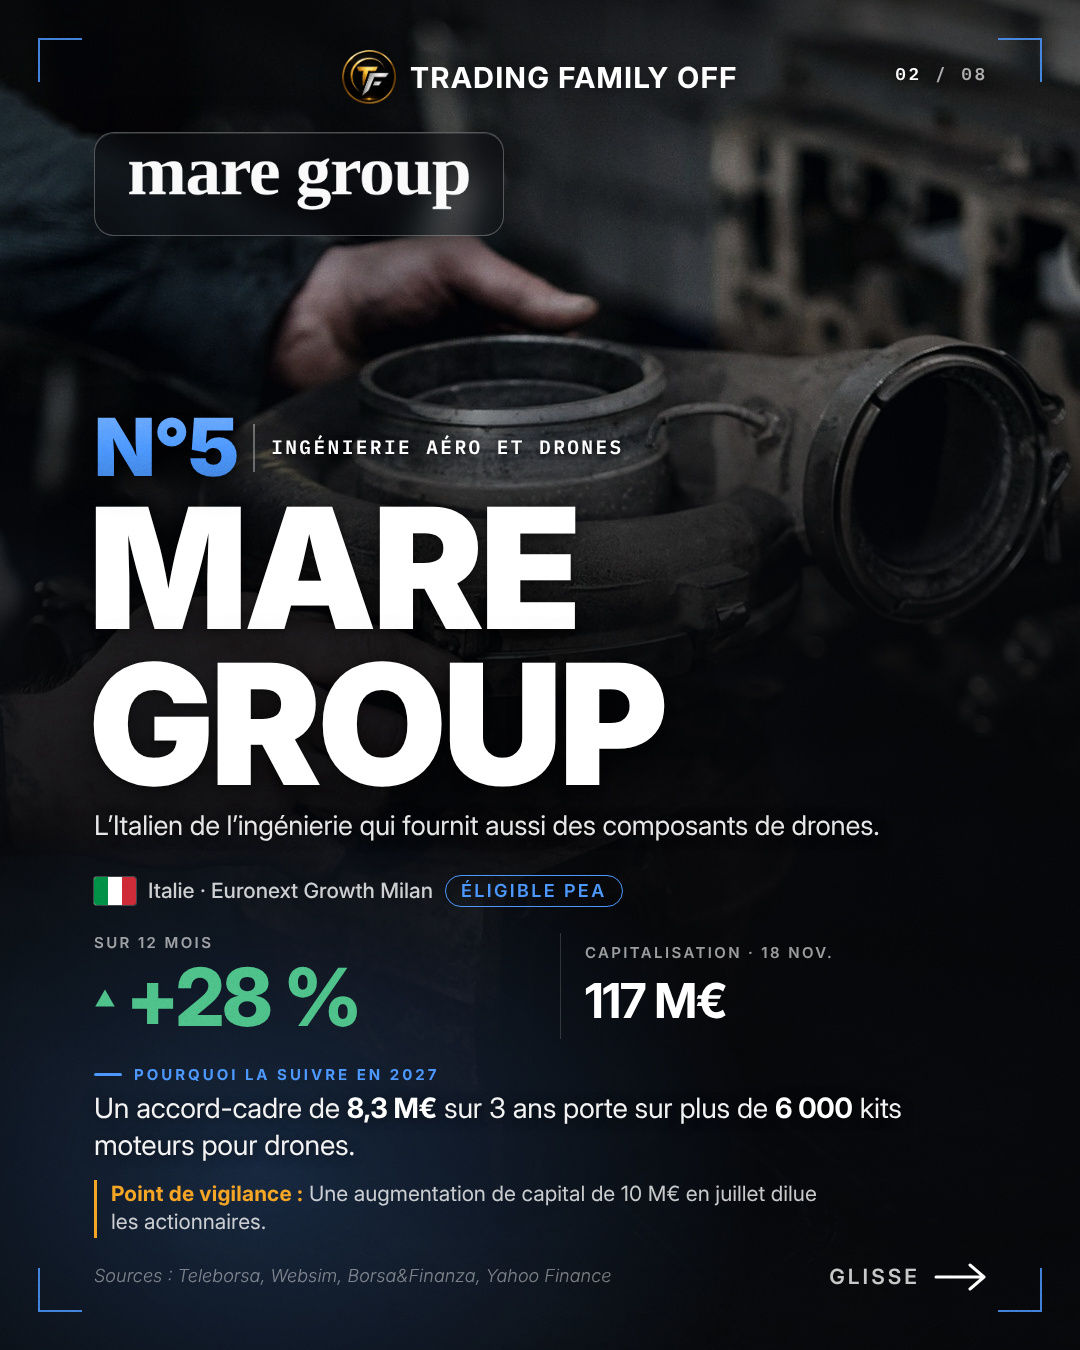 TRADING FAMILY OFF
02 / 08
mare group
N°5
INGÉNIERIE AÉRO ET DRONES
MARE
GROUP
L’Italien de l’ingénierie qui fournit aussi des composants de drones.
Italie · Euronext Growth Milan
ÉLIGIBLE PEA
SUR 12 MOIS
▲ +28 %
CAPITALISATION · 18 NOV.
117 M€
POURQUOI LA SUIVRE EN 2027
Un accord-cadre de 8,3 M€ sur 3 ans porte sur plus de 6 000 kits
moteurs pour drones.
Point de vigilance : Une augmentation de capital de 10 M€ en juillet dilue
les actionnaires.
Sources : Teleborsa, Websim, Borsa&Finanza, Yahoo Finance
GLISSE